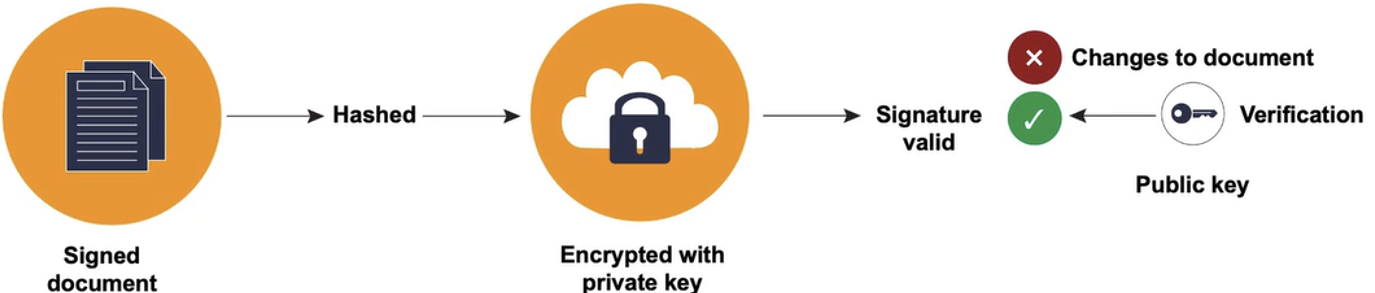 Signed
document
Hashed
Encrypted with
private key
Signature
valid
Changes to document
Verification
Public key